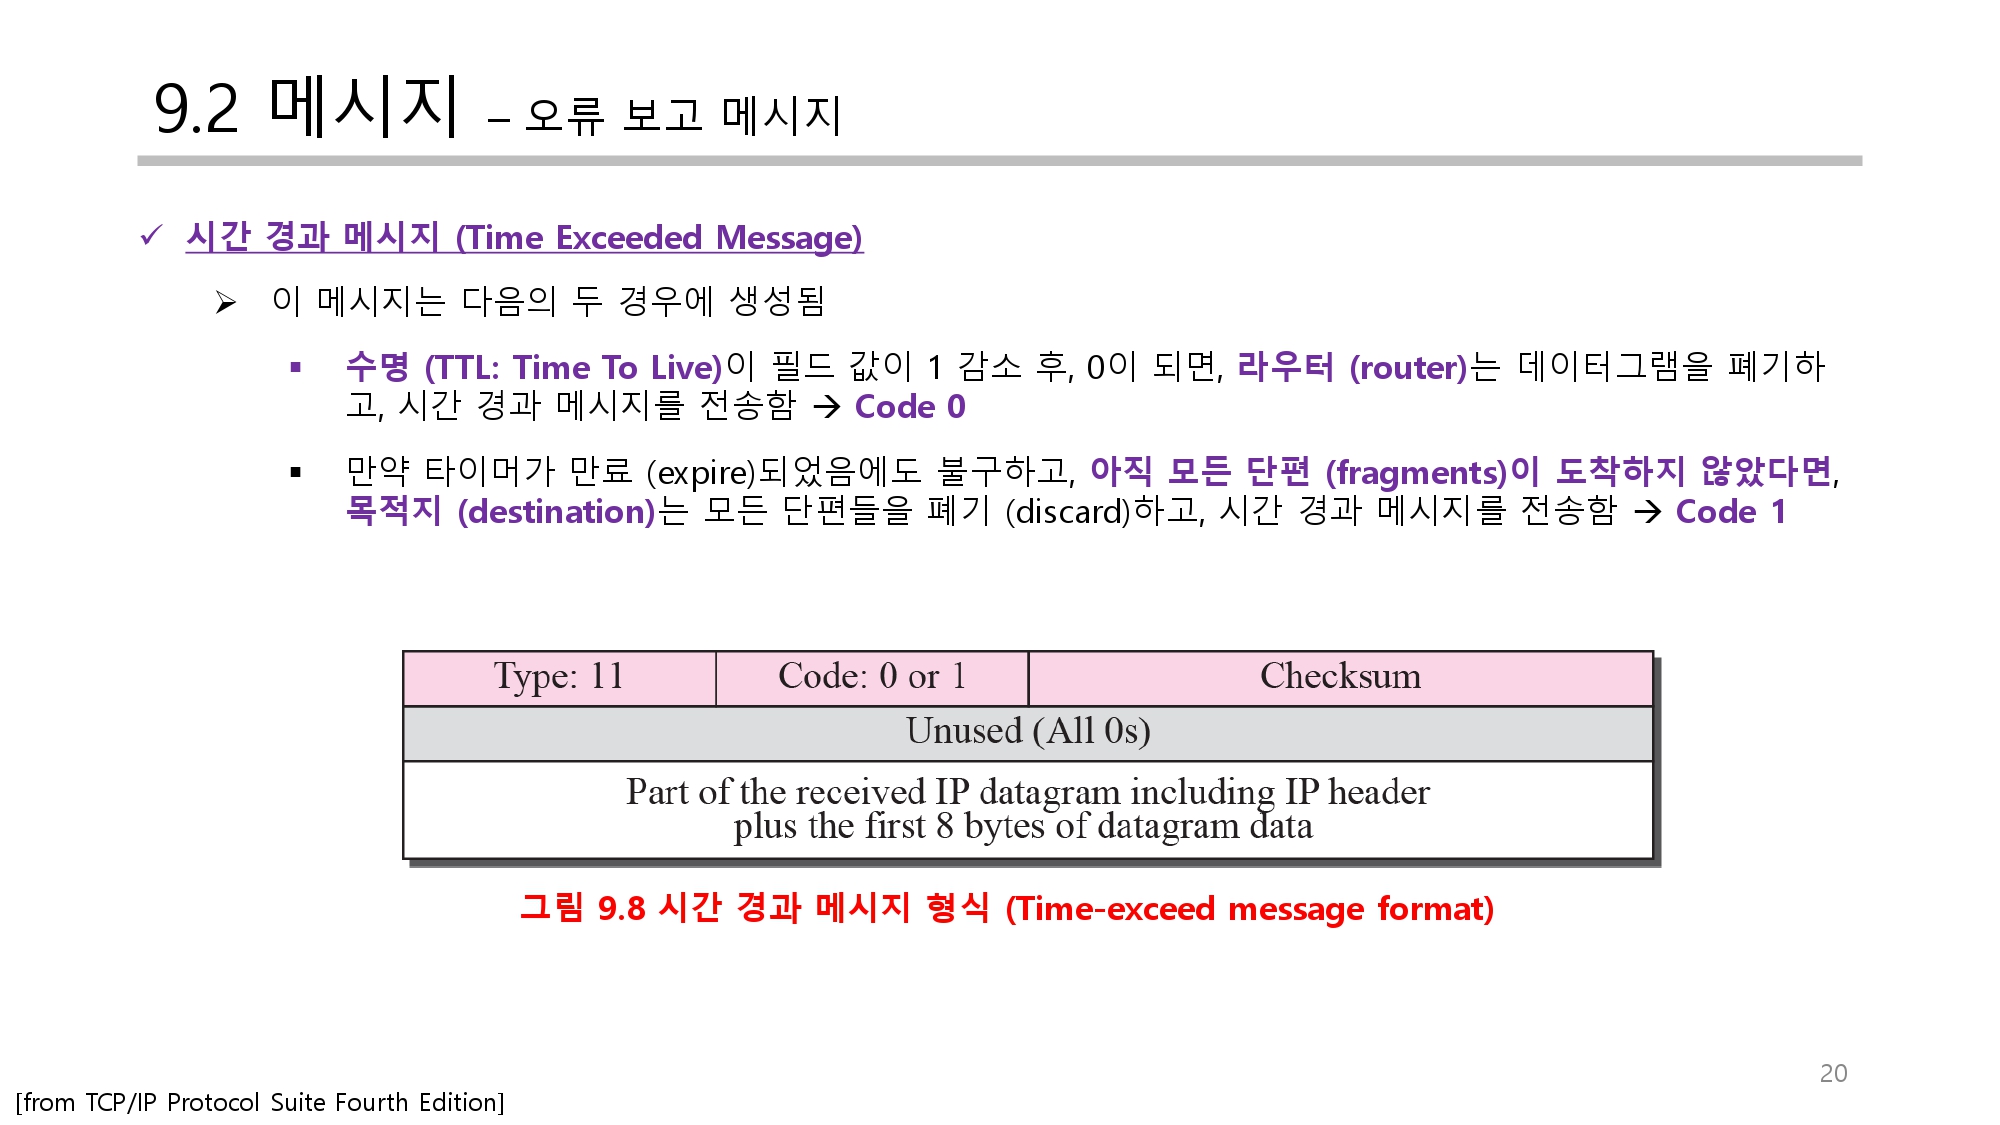 9.2 메시지 – 오류 보고 메시지
✓ 시간 경과 메시지 (Time Exceeded Message)
➢ 이 메시지는 다음의 두 경우에 생성됨
▪ 수명 (TTL: Time To Live)이 필드 값이 1 감소 후, 0이 되면, 라우터 (router)는 데이터그램을 폐기하
고, 시간 경과 메시지를 전송함 → Code 0
▪ 만약 타이머가 만료 (expire)되었음에도 불구하고, 아직 모든 단편 (fragments)이 도착하지 않았다면,
목적지 (destination)는 모든 단편들을 폐기 (discard)하고, 시간 경과 메시지를 전송함 → Code 1
Type: 11 Code: 0 or 1 Checksum
Unused (All 0s)
Part of the received IP datagram including IP header
plus the first 8 bytes of datagram data
그림 9.8 시간 경과 메시지 형식 (Time-exceed message format)
20
[from TCP/IP Protocol Suite Fourth Edition]